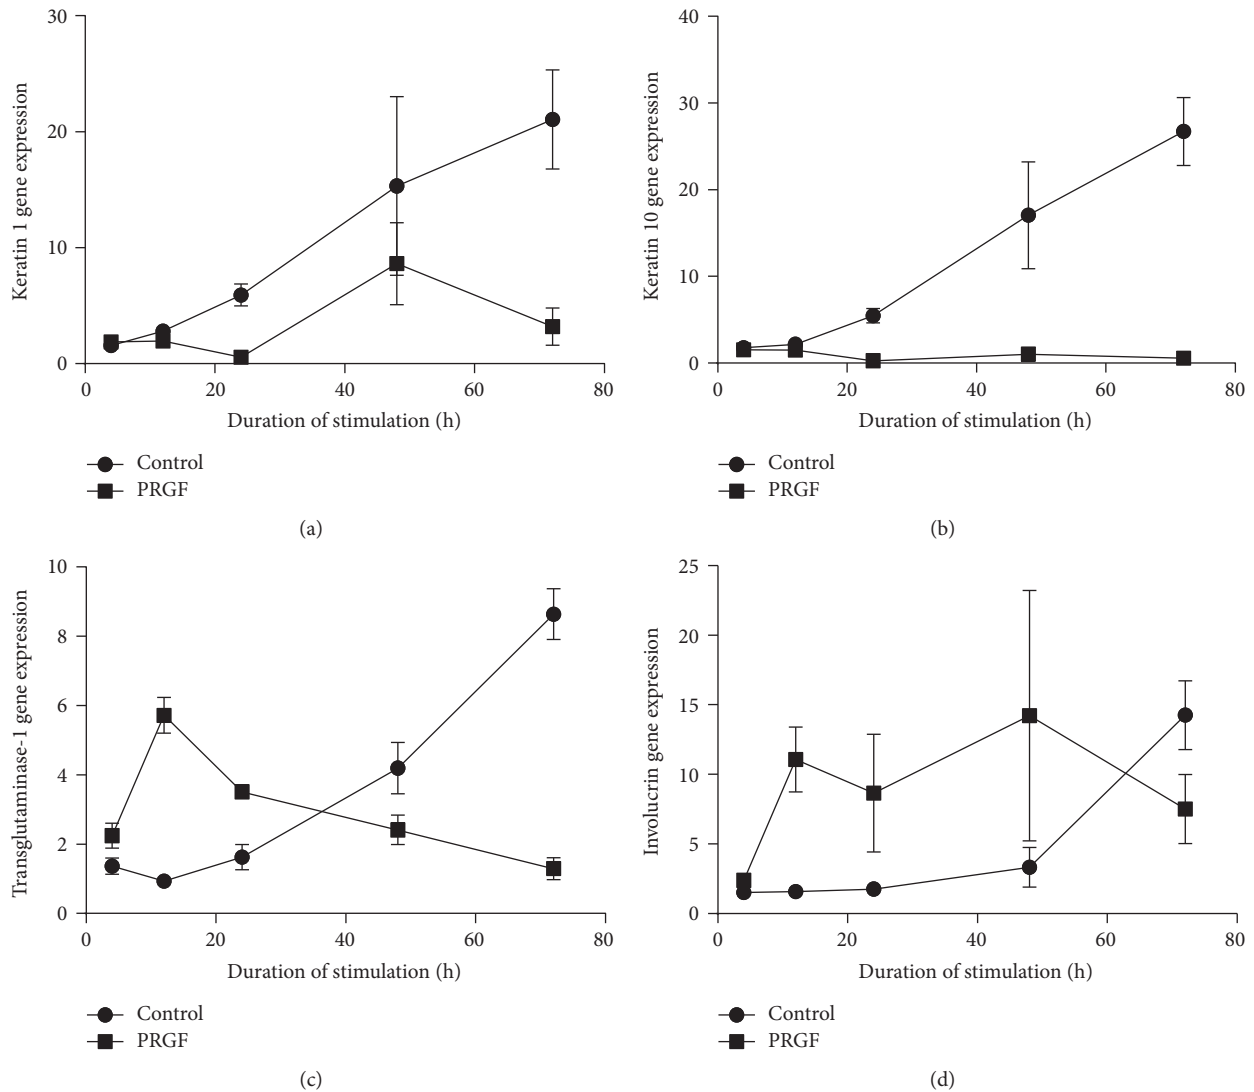 30
20
10
0
Keratin 1 gene expression
0 20 40 60 80
Duration of stimulation (h)
Control
PRGF
(a)
40
30
20
10
0
Keratin 10 gene expression
0 20 40 60 80
Duration of stimulation (h)
Control
PRGF
(b)
10
8
6
4
2
0
Transglutaminase-1 gene expression
0 20 40 60 80
Duration of stimulation (h)
Control
PRGF
(c)
25
20
15
10
5
0
Involucrin gene expression
0 20 40 60 80
Duration of stimulation (h)
Control
PRGF
(d)